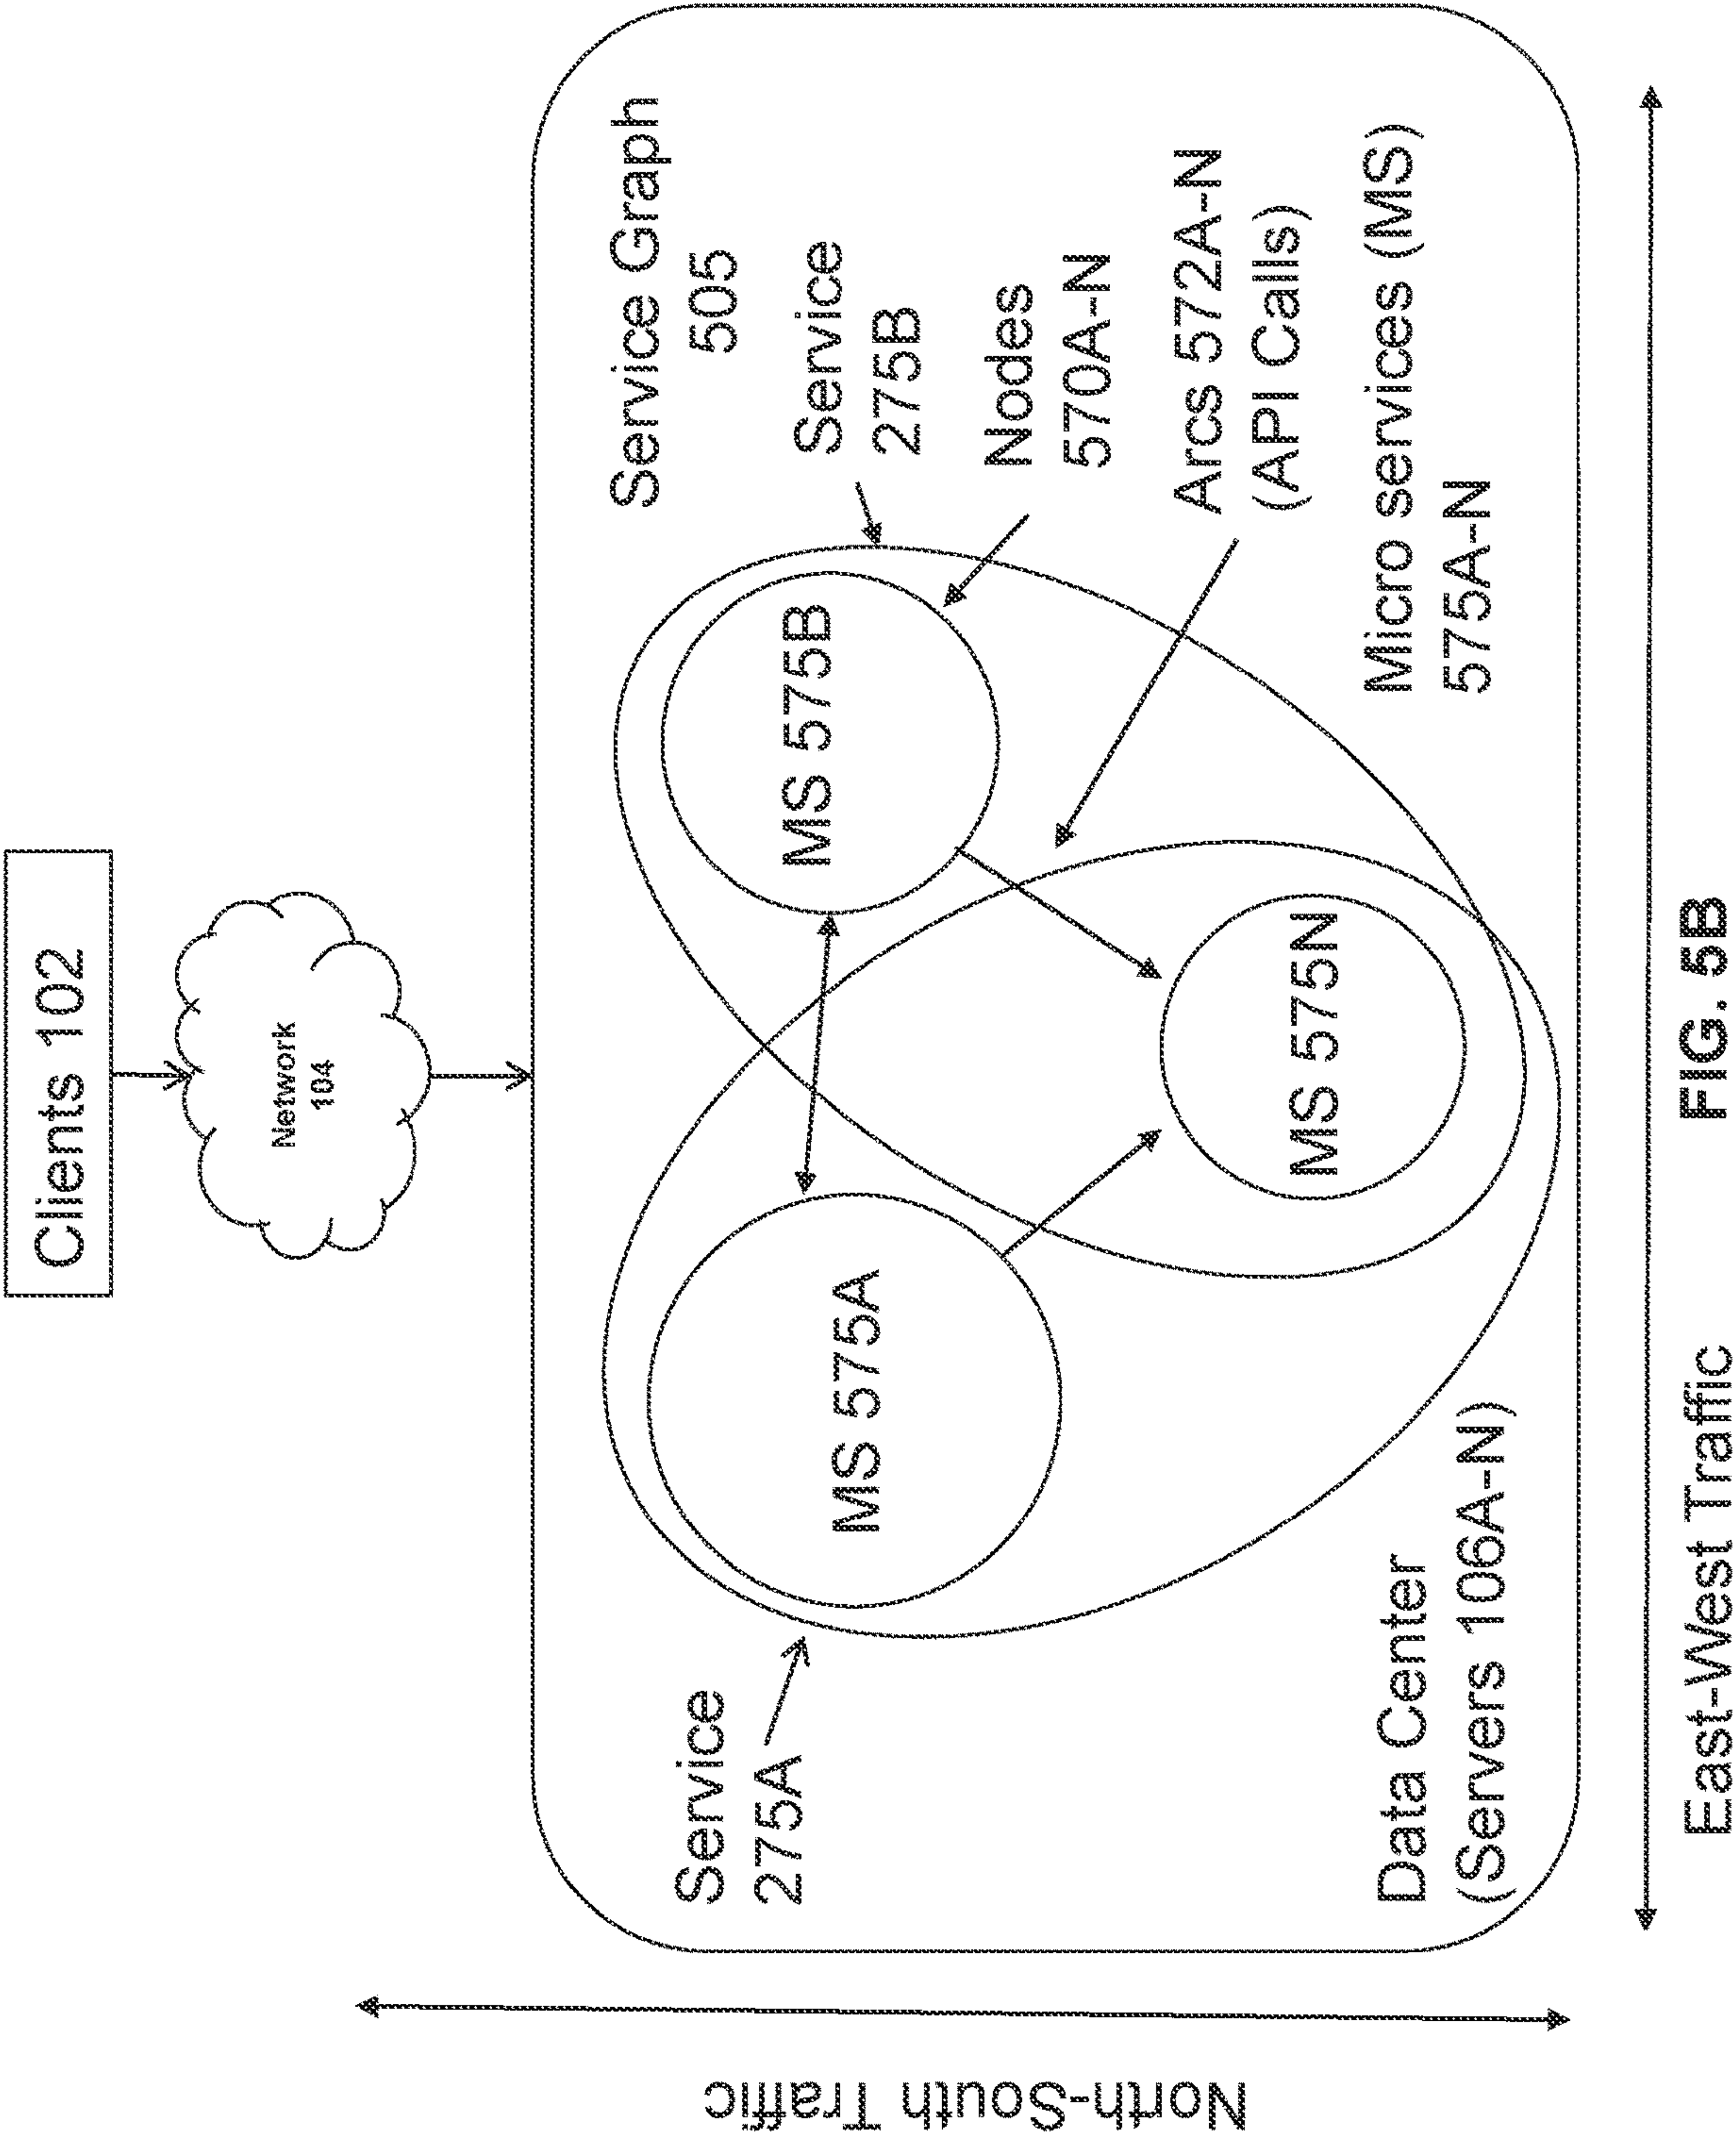 Clients 102
Network
104
Service Graph
505
Service
275B
Nodes
570A-N
Arcs 572A-N
(API Calls)
Micro services (MS)
575A-N
MS 575A
MS 575B
MS 575N
Service
275A
Data Center
(Servers 106A-N)
North-South Traffic
East-West Traffic
FIG. 5B